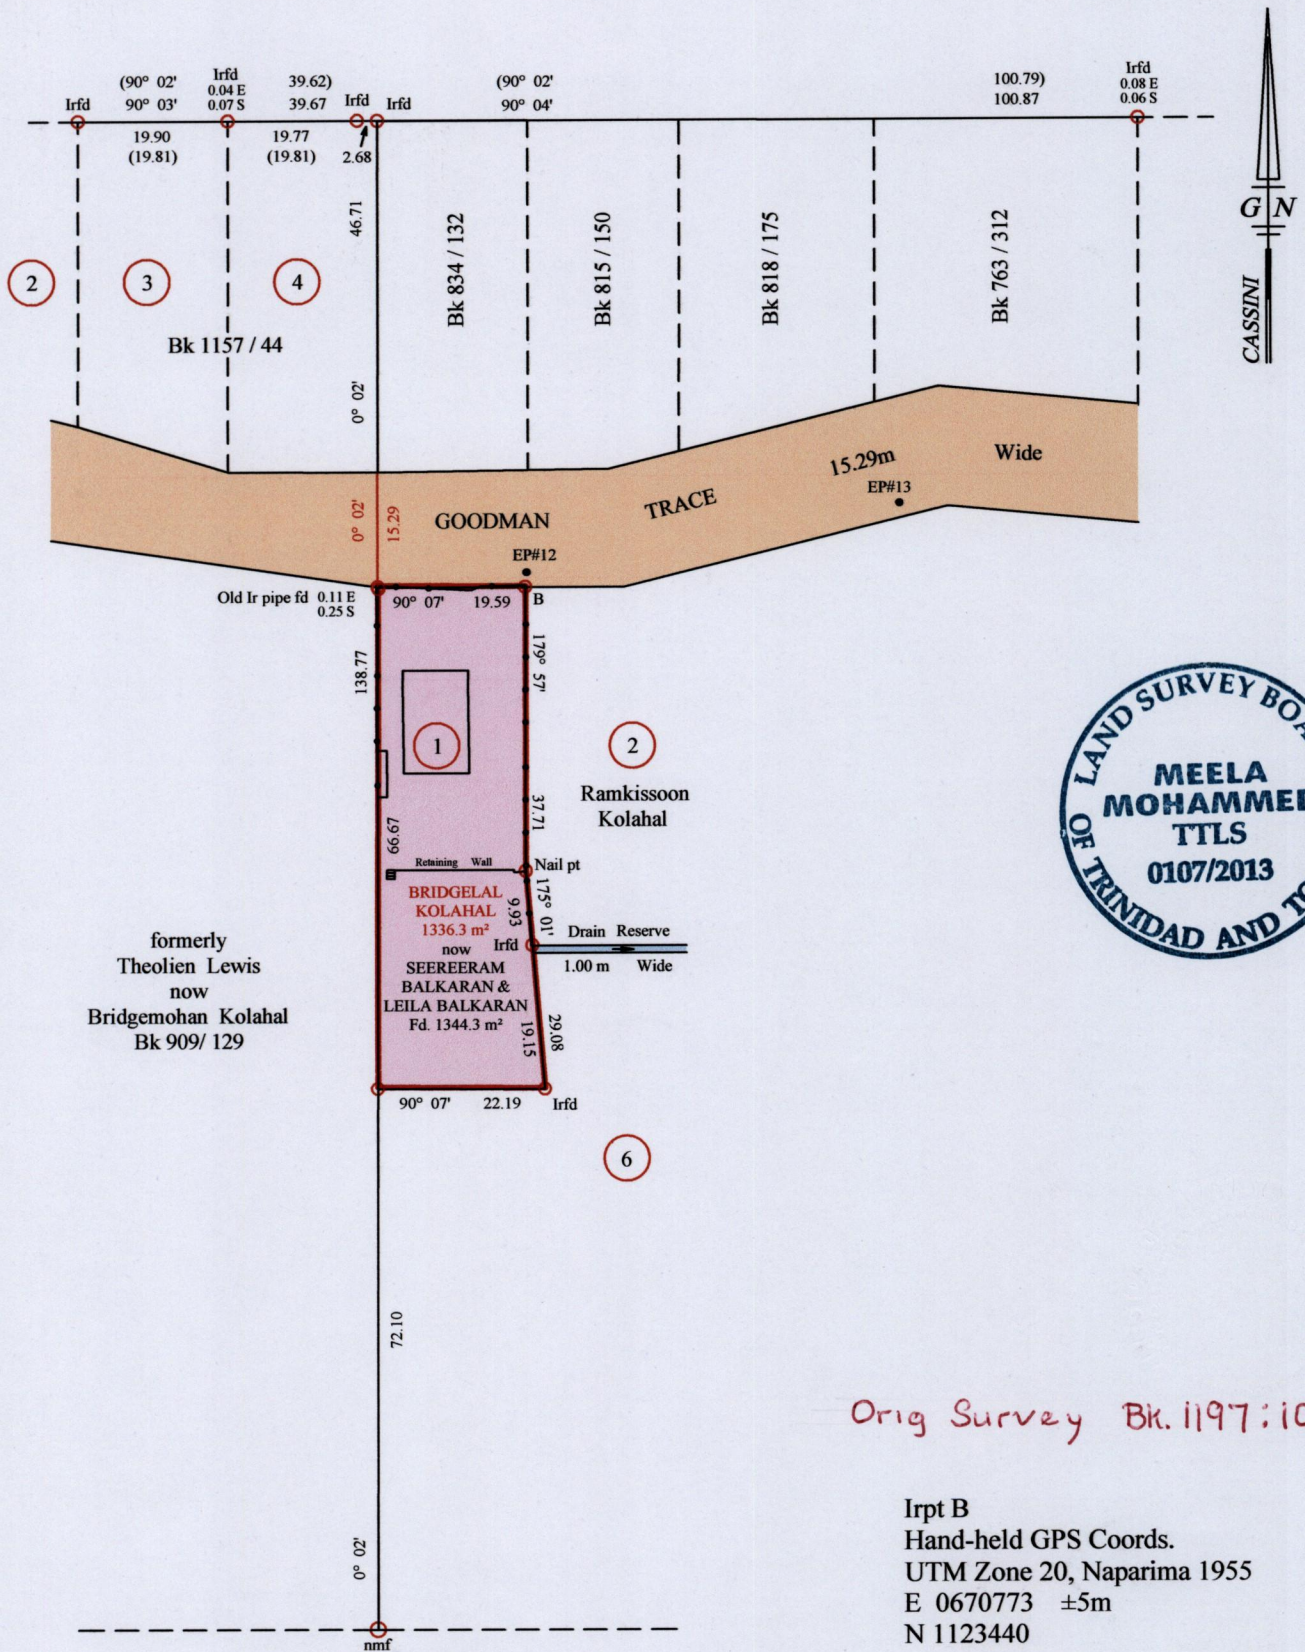 (90° 02'
Irfd
39.62)
(90° 02'
100.79)
Irfd
Irfd
90° 03'
0.04 E
0.07 S
39.67
Irfd
Irfd
90° 04'
100.87
0.08 E
0.06 S
19.90
(19.81)
19.77
(19.81)
2.68
46.71
G N
CASSINI
2
3
4
Bk 1157 / 44
Bk 834 / 132
Bk 815 / 150
Bk 818 / 175
Bk 763 / 312
0° 02'
0° 02'
15.29
GOODMAN
TRACE
15.29m
Wide
EP#13
EP#12
Old Ir pipe fd 0.11 E
0.25 S
90° 07'
19.59
B
138.77
179° 57'
1
2
Ramkissoon
Kolahal
37.71
66.67
Retaining Wall
Nail pt
BRIDGELAL
KOLAHAL
1336.3 m²
now
SEEREERAM
BALKARAN &
LEILA BALKARAN
Fd. 1344.3 m²
175° 01'
9.93
Irfd
Drain Reserve
1.00 m Wide
29.08
19.15
90° 07'
22.19
Irfd
formerly
Theolien Lewis
now
Bridgemohan Kolahal
Bk 909/ 129
6
72.10
0° 02'
nmf
LAND SURVEY BOA
OF TRINIDAD AND TO
MEELA
MOHAMME
TTLS
0107/2013
Orig Survey Bk. 1197:10
Irpt B
Hand-held GPS Coords.
UTM Zone 20, Naparima 1955
E 0670773 ±5m
N 1123440